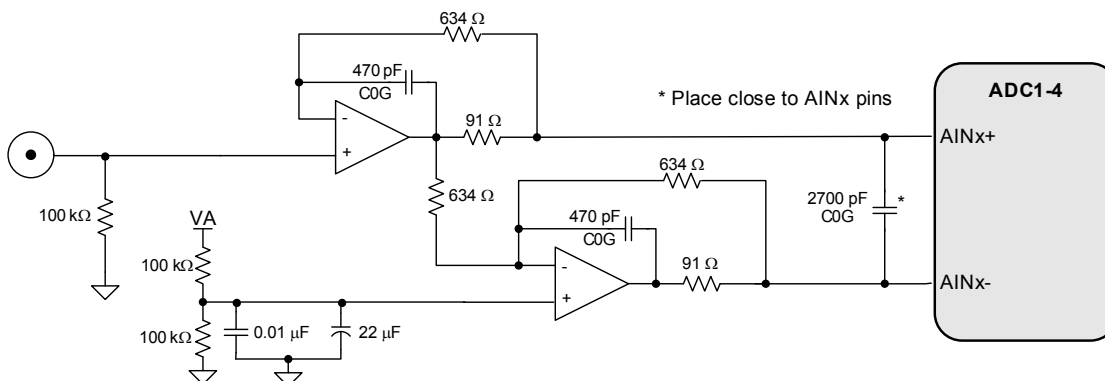 634 Ω
470 pF
C0G
* Place close to AINx pins
ADC1-4
-
+
91 Ω
AINx+
100 kΩ
634 Ω
634 Ω
2700 pF
C0G
*
VA
470 pF
C0G
100 kΩ
-
+
91 Ω
AINx-
100 kΩ
0.01 µF
22 µF